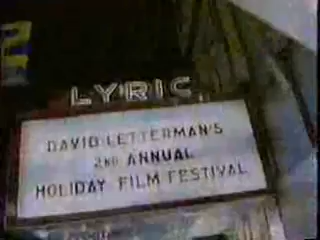 LYRIC
DAVID LETTERMAN'S
2ND ANNUAL
HOLIDAY FILM FESTIVAL